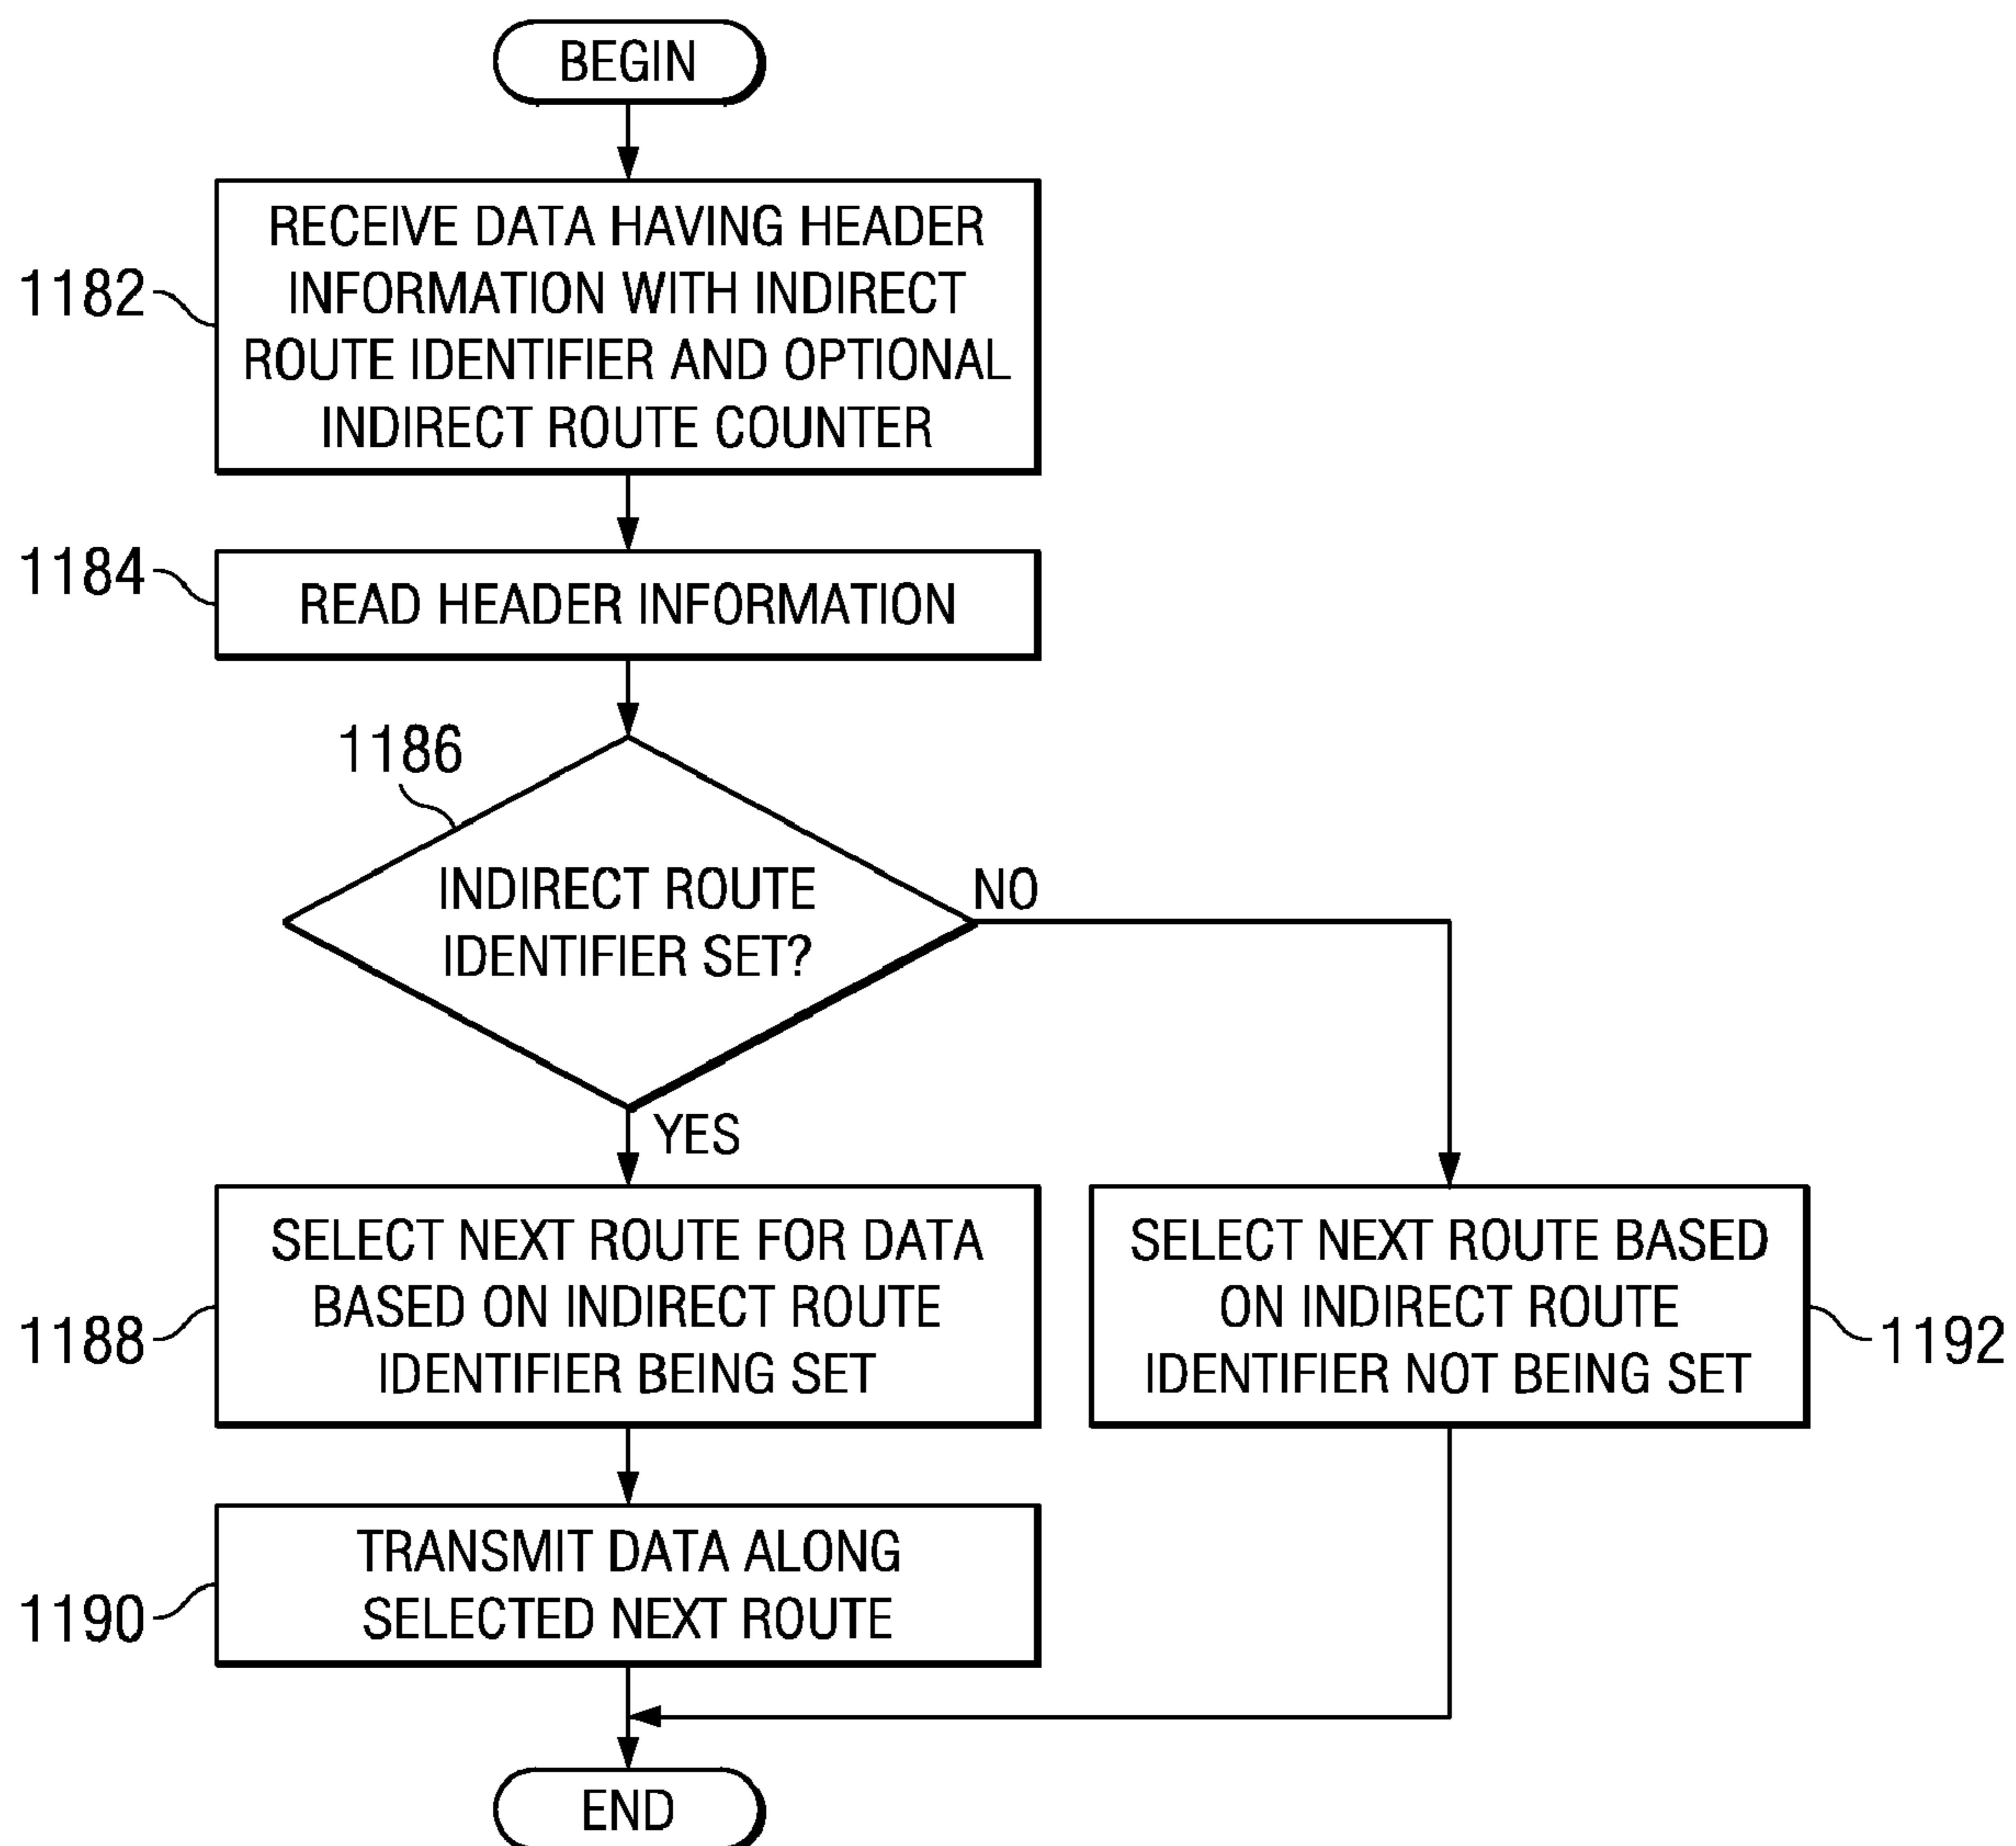 BEGIN
RECEIVE DATA HAVING HEADER
INFORMATION WITH INDIRECT
ROUTE IDENTIFIER AND OPTIONAL
INDIRECT ROUTE COUNTER
1182
1184
READ HEADER INFORMATION
1186
INDIRECT ROUTE
IDENTIFIER SET?
NO
YES
SELECT NEXT ROUTE FOR DATA
BASED ON INDIRECT ROUTE
IDENTIFIER BEING SET
1188
SELECT NEXT ROUTE BASED
ON INDIRECT ROUTE
IDENTIFIER NOT BEING SET
1192
TRANSMIT DATA ALONG
SELECTED NEXT ROUTE
1190
END